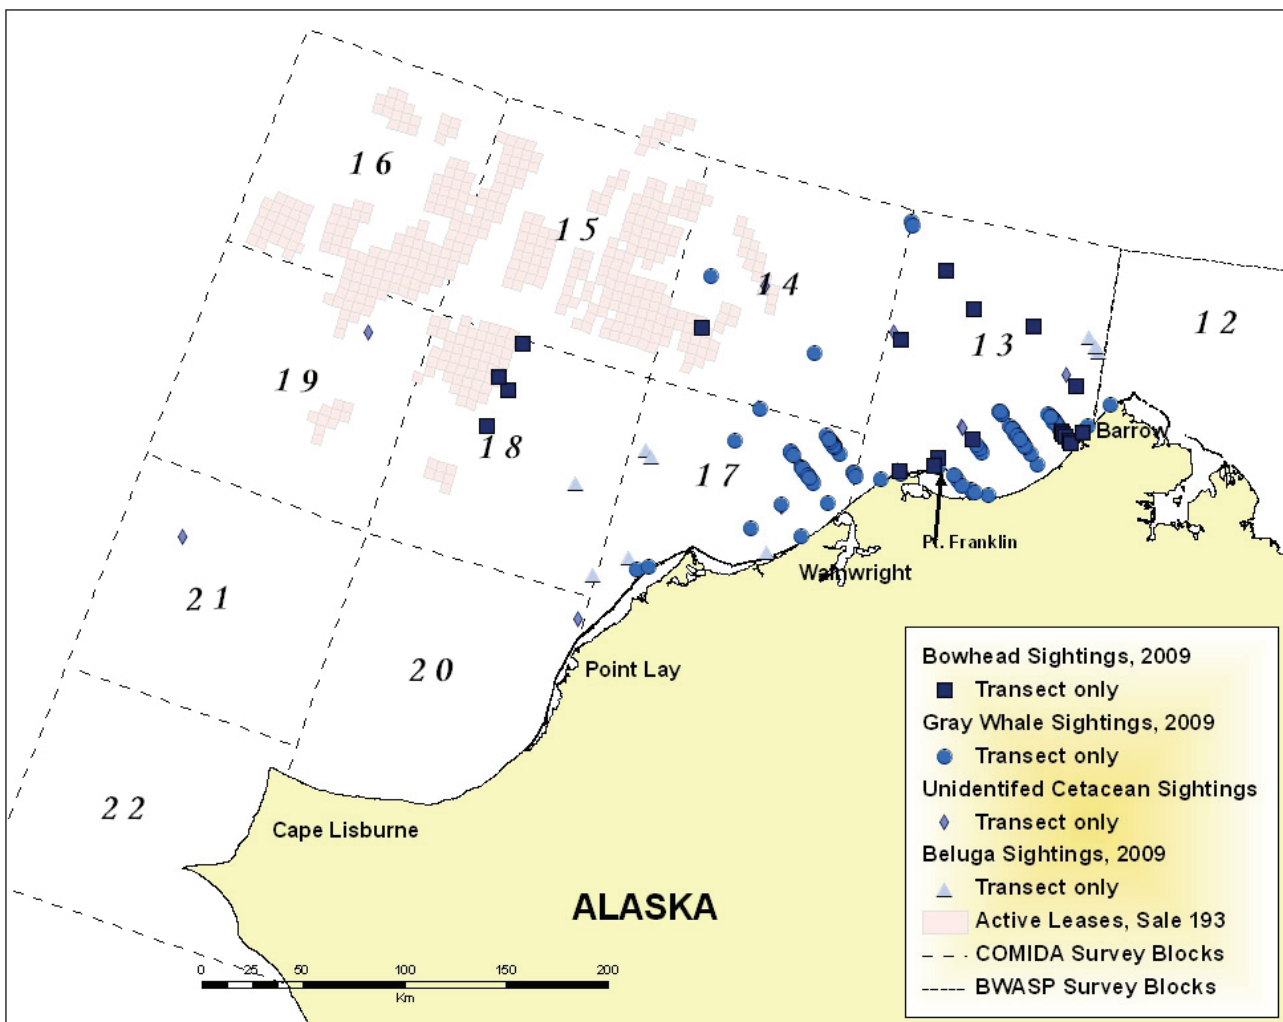 16
15
14
13
12
19
18
17
21
20
22
Barrow
Pt. Franklin
Wainwright
Point Lay
Cape Lisburne
ALASKA
0 25 50 100 150 200
Km
Bowhead Sightings, 2009
Transect only
Gray Whale Sightings, 2009
Transect only
Unidentifed Cetacean Sightings
Transect only
Beluga Sightings, 2009
Transect only
Active Leases, Sale 193
COMIDA Survey Blocks
BWASP Survey Blocks